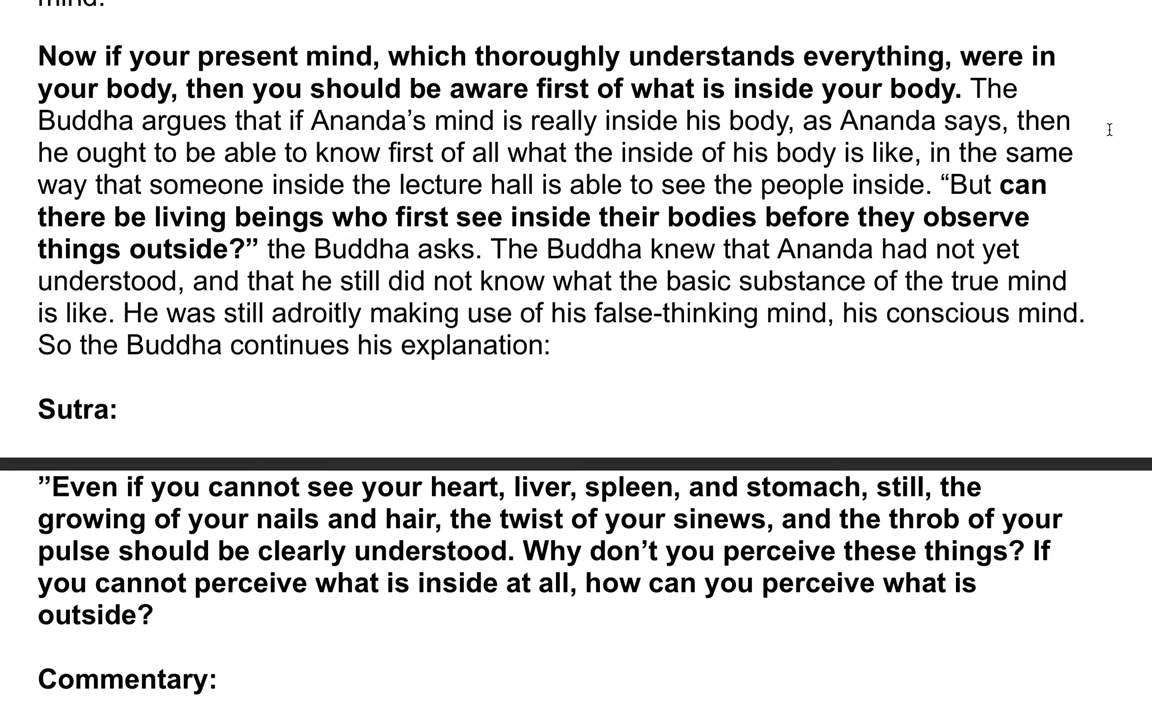 mind.
Now if your present mind, which thoroughly understands everything, were in
your body, then you should be aware first of what is inside your body. The
Buddha argues that if Ananda’s mind is really inside his body, as Ananda says, then
he ought to be able to know first of all what the inside of his body is like, in the same
way that someone inside the lecture hall is able to see the people inside. “But can
there be living beings who first see inside their bodies before they observe
things outside?” the Buddha asks. The Buddha knew that Ananda had not yet
understood, and that he still did not know what the basic substance of the true mind
is like. He was still adroitly making use of his false-thinking mind, his conscious mind.
So the Buddha continues his explanation:
Sutra:
”Even if you cannot see your heart, liver, spleen, and stomach, still, the
growing of your nails and hair, the twist of your sinews, and the throb of your
pulse should be clearly understood. Why don’t you perceive these things? If
you cannot perceive what is inside at all, how can you perceive what is
outside?
Commentary: